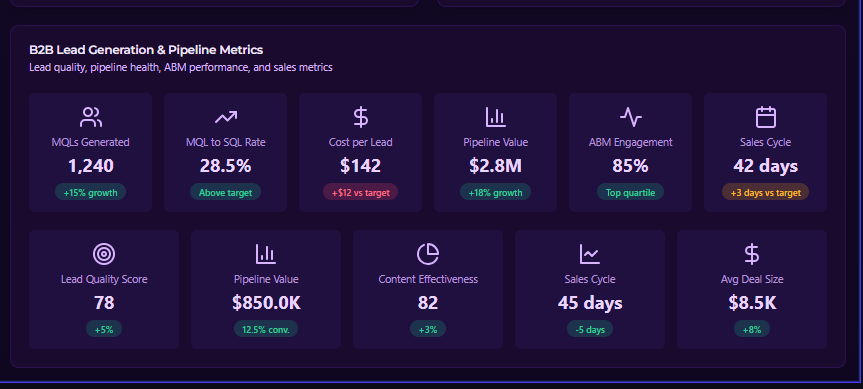 B2B Lead Generation & Pipeline Metrics
Lead quality, pipeline health, ABM performance, and sales metrics
MQLs Generated
1,240
+15% growth
MQL to SQL Rate
28.5%
Above target
Cost per Lead
$142
+$12 vs target
Pipeline Value
$2.8M
+18% growth
ABM Engagement
85%
Top quartile
Sales Cycle
42 days
+3 days vs target
Lead Quality Score
78
+5%
Pipeline Value
$850.0K
12.5% conv.
Content Effectiveness
82
+3%
Sales Cycle
45 days
-5 days
Avg Deal Size
$8.5K
+8%